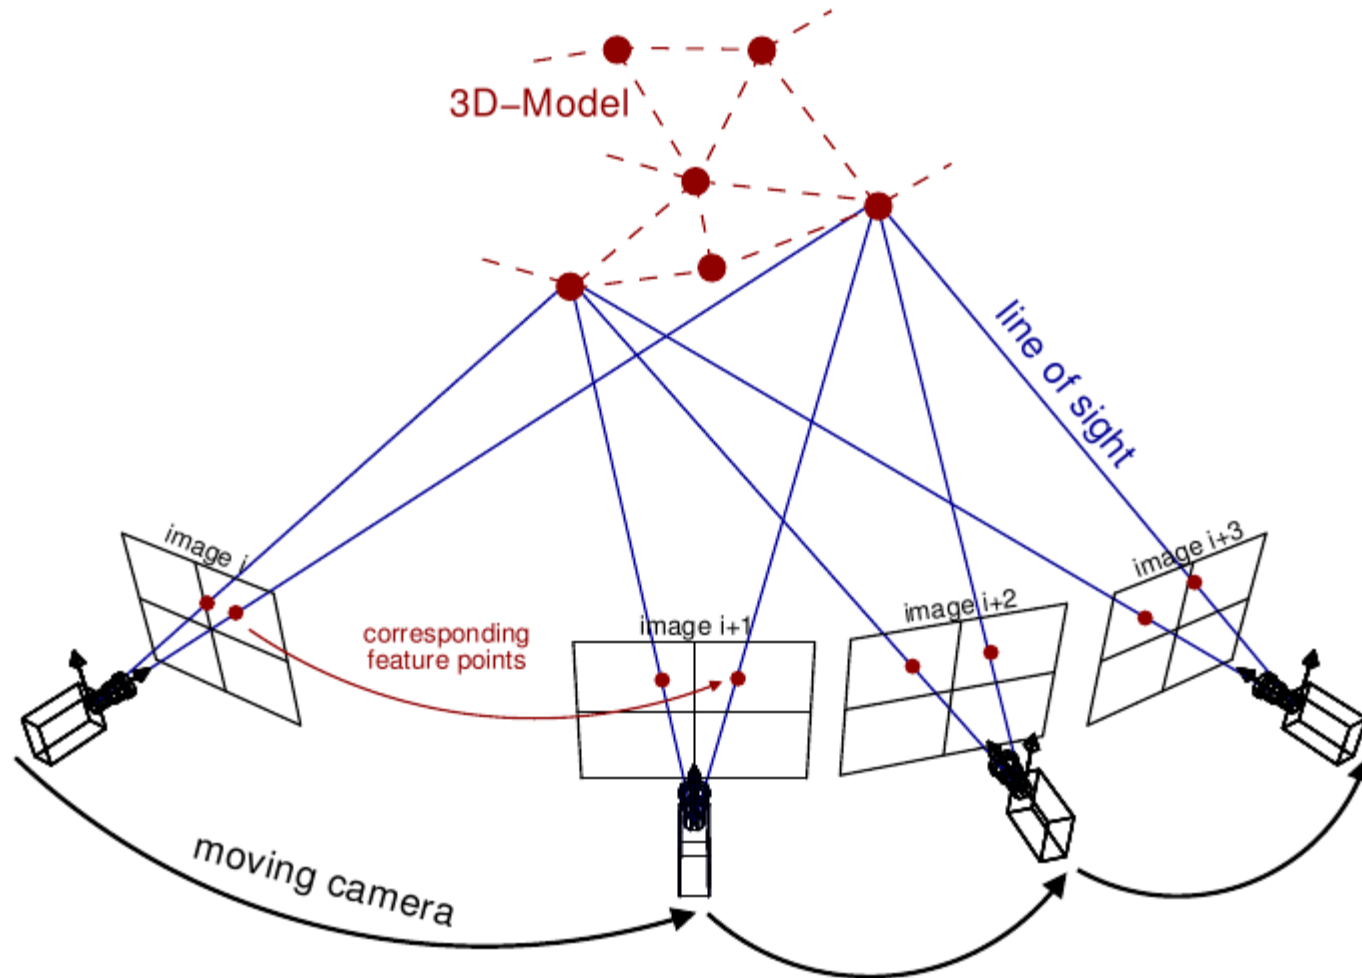 3D–Model
line of sight
image i
image i+3
image i+2
image i+1
corresponding
feature points
moving camera